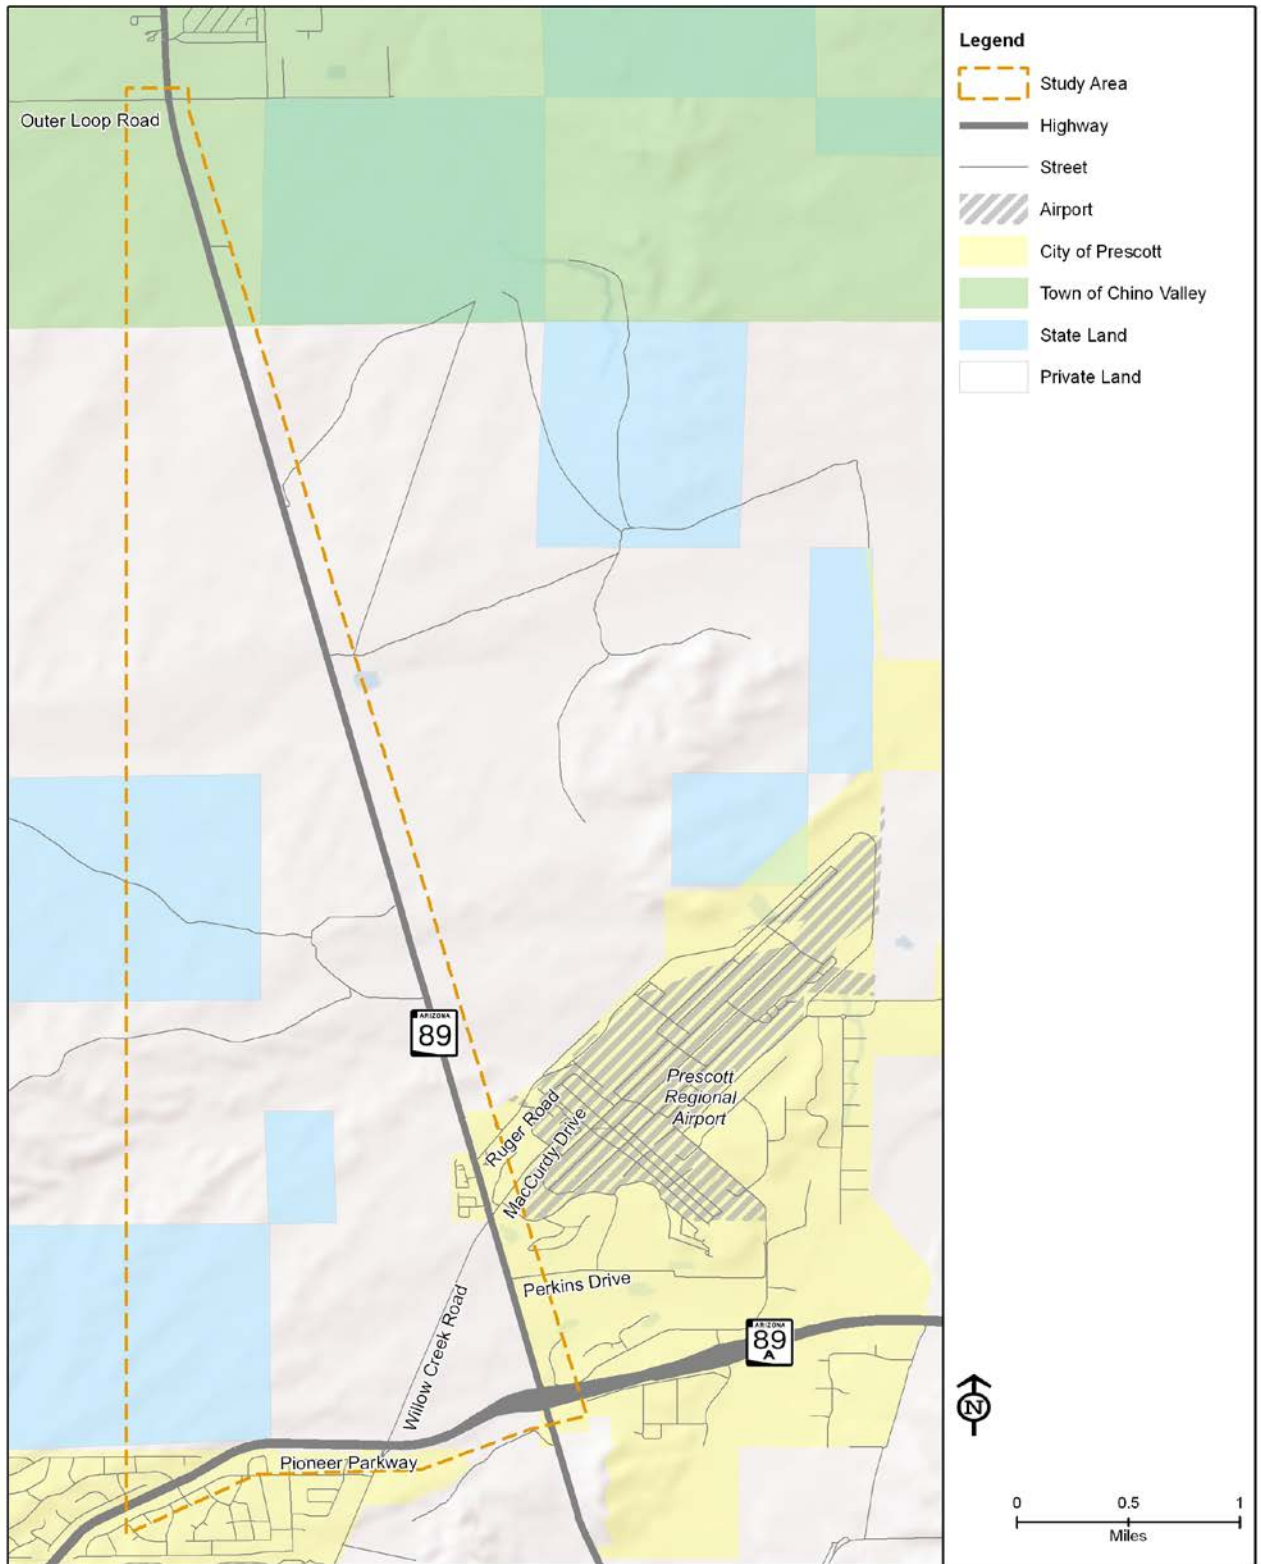 Legend
Study Area
Highway
Street
Airport
City of Prescott
Town of Chino Valley
State Land
Private Land
Outer Loop Road
ARIZONA
89
Prescott
Regional
Airport
Ruger Road
MacCurdy Drive
Perkins Drive
Willow Creek Road
ARIZONA
89
A
Pioneer Parkway
N
0 0.5 1
Miles